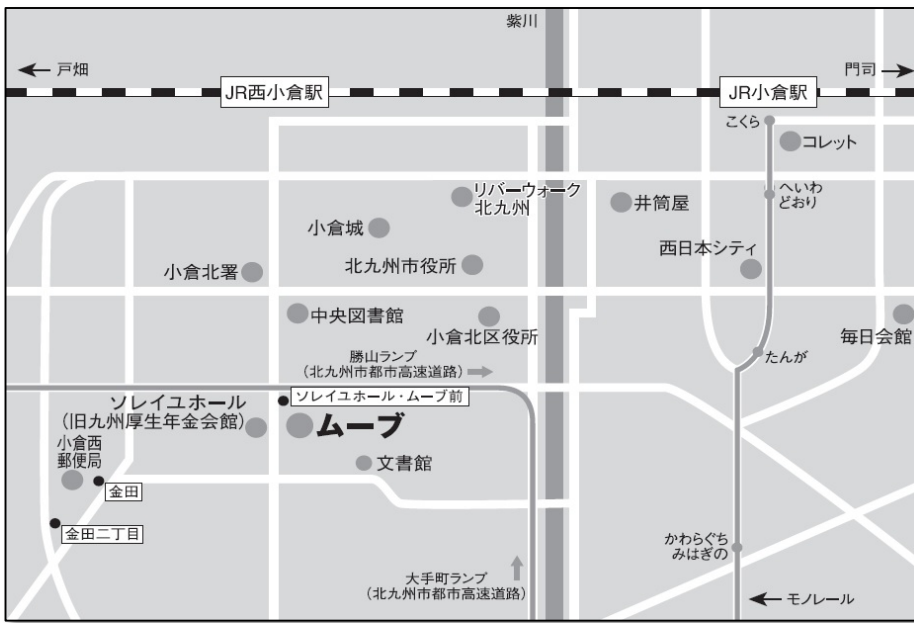 紫川
戸畑
門司
JR西小倉駅
JR小倉駅
こくら
コレット
へいわ
どおり
リバーウォーク
北九州
井筒屋
小倉城
西日本シティ
小倉北署
北九州市役所
中央図書館
小倉北区役所
毎日会館
たんが
勝山ランプ
(北九州市都市高速道路)
ソレイユホール・ムーブ前
ソレイユホール
(旧九州厚生年金会館)
ムーブ
小倉西
郵便局
文書館
金田
金田二丁目
かわらぐち
みはぎの
大手町ランプ
(北九州市都市高速道路)
モノレール